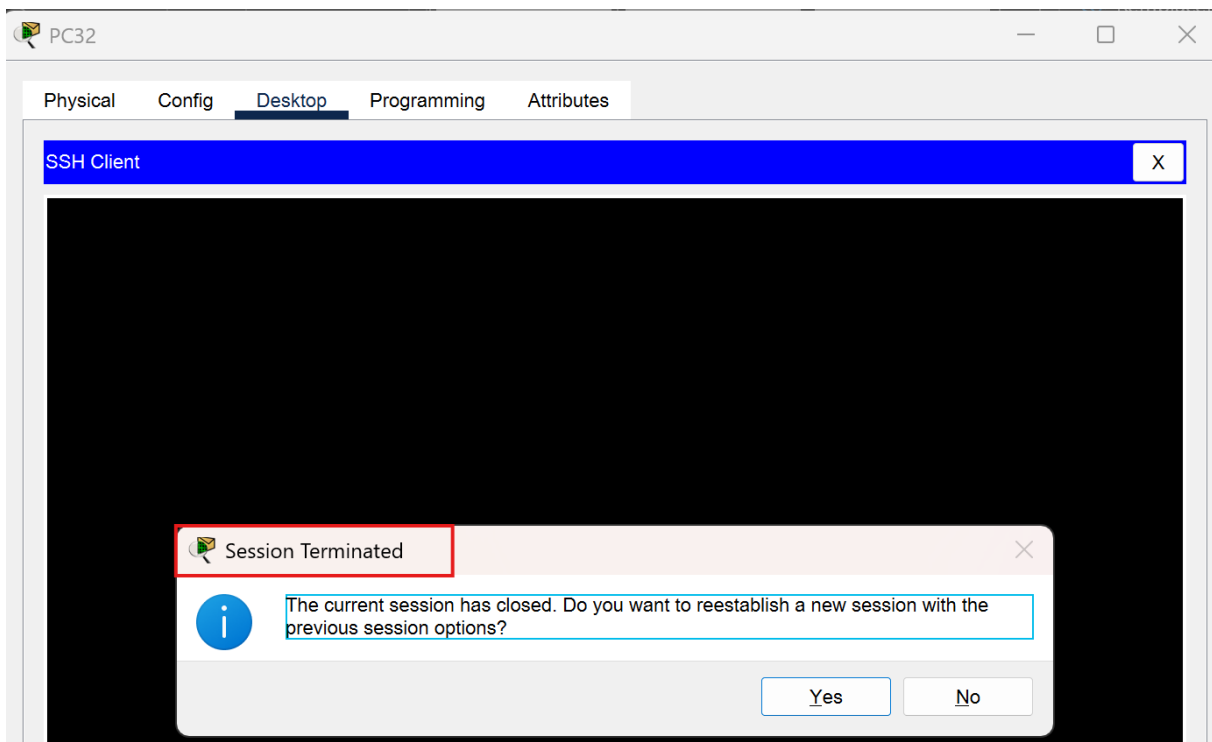 PC32
Physical Config Desktop Programming Attributes
SSH Client
X
Session Terminated
The current session has closed. Do you want to reestablish a new session with the
previous session options?
Yes No